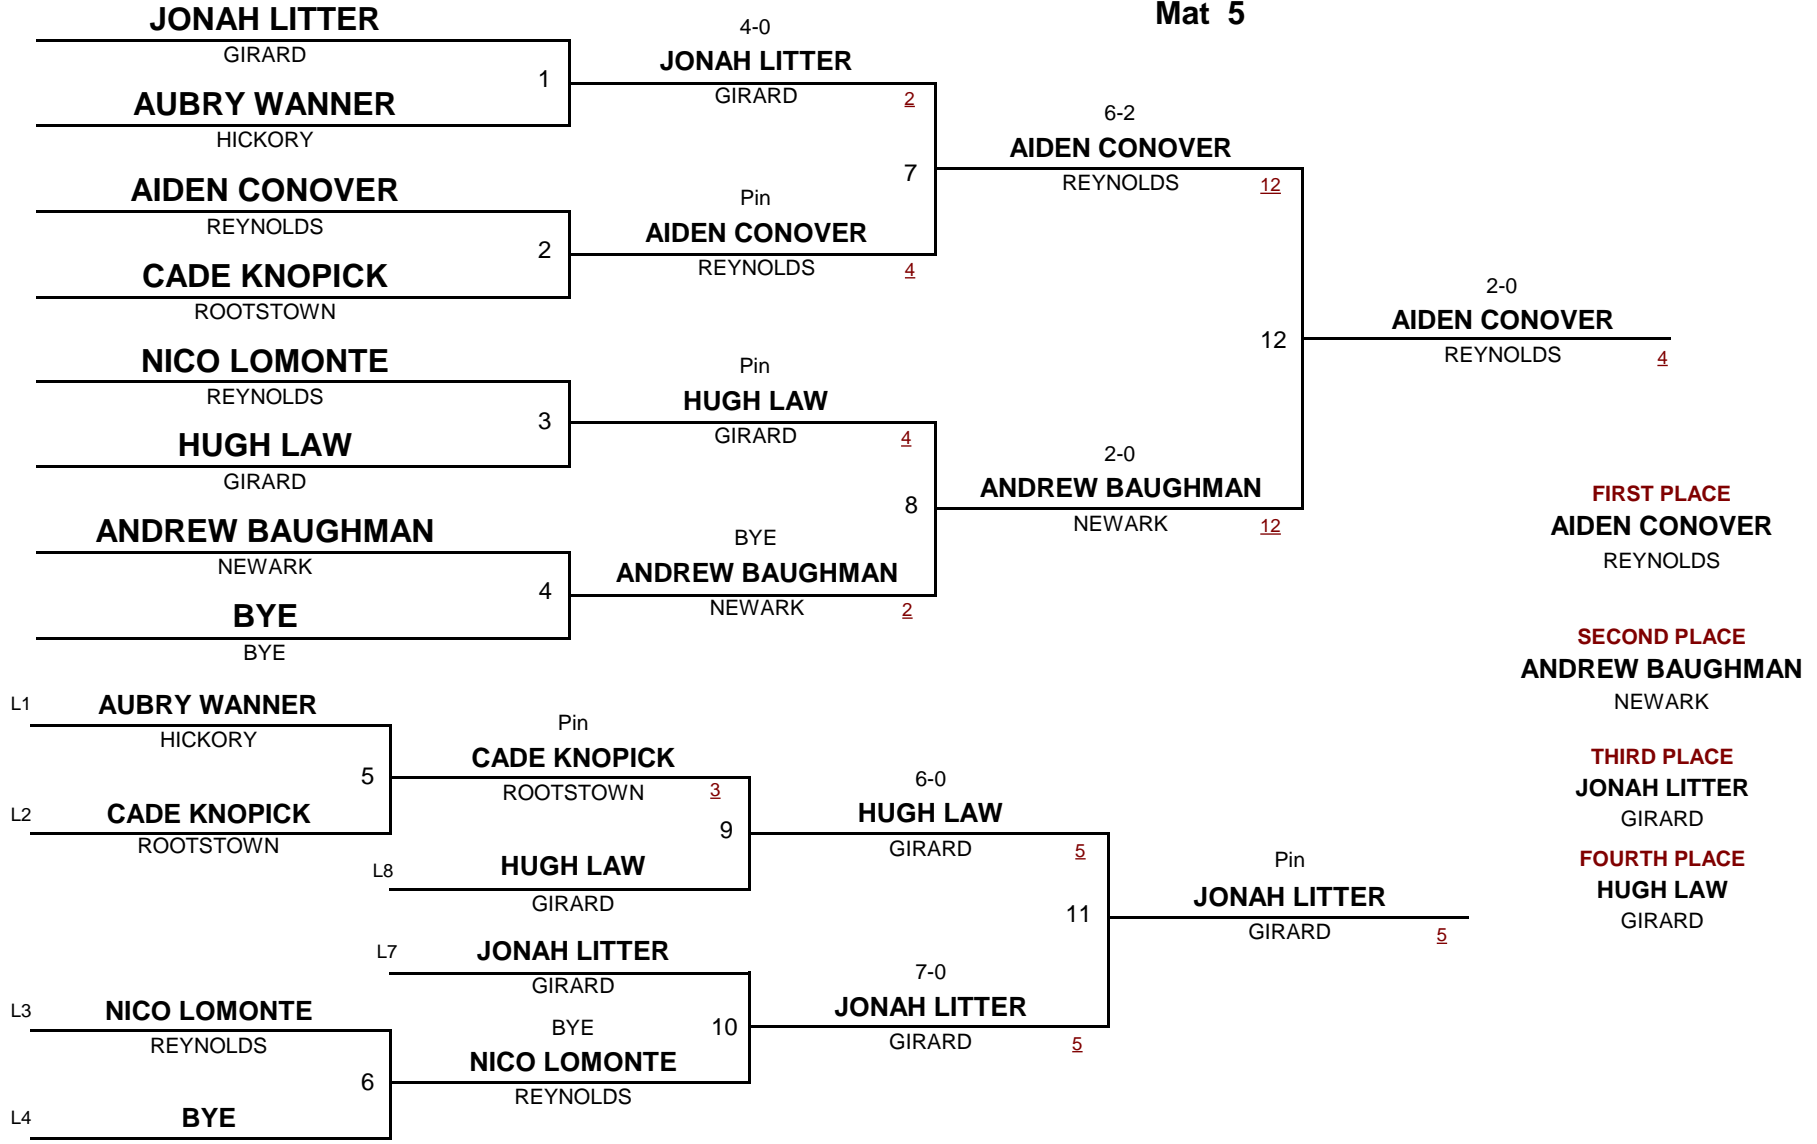 Mat 5
JONAH LITTER
GIRARD
1
AUBRY WANNER
HICKORY
AIDEN CONOVER
REYNOLDS
2
CADE KNOPICK
ROOTSTOWN
NICO LOMONTE
REYNOLDS
3
HUGH LAW
GIRARD
ANDREW BAUGHMAN
NEWARK
4
BYE
BYE
4-0
JONAH LITTER
GIRARD 2
7
Pin
AIDEN CONOVER
REYNOLDS 4
Pin
HUGH LAW
GIRARD 4
8
BYE
ANDREW BAUGHMAN
NEWARK 2
6-2
AIDEN CONOVER
REYNOLDS 12
12
2-0
ANDREW BAUGHMAN
NEWARK 12
2-0
AIDEN CONOVER
REYNOLDS 4
FIRST PLACE
AIDEN CONOVER
REYNOLDS
SECOND PLACE
ANDREW BAUGHMAN
NEWARK
THIRD PLACE
JONAH LITTER
GIRARD
FOURTH PLACE
HUGH LAW
GIRARD
L1 AUBRY WANNER
HICKORY
5
L2 CADE KNOPICK
ROOTSTOWN
Pin
CADE KNOPICK
ROOTSTOWN 3
9
L8 HUGH LAW
GIRARD
L7 JONAH LITTER
GIRARD
L3 NICO LOMONTE
REYNOLDS
6
L4 BYE
BYE 10
NICO LOMONTE
REYNOLDS
6-0
HUGH LAW
GIRARD 5
11
7-0
JONAH LITTER
GIRARD 5
Pin
JONAH LITTER
GIRARD 5